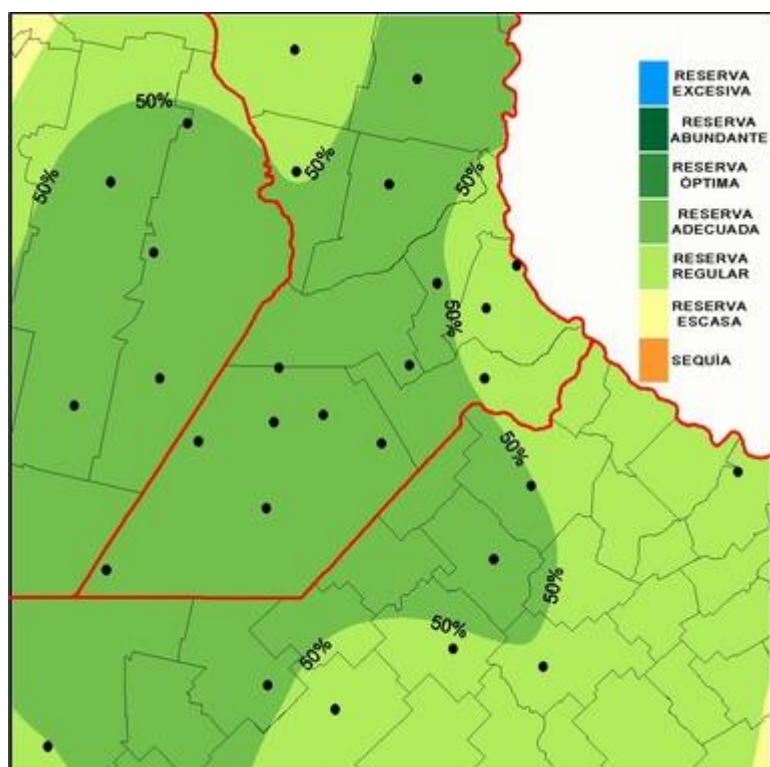 RESERVA
EXCESIVA
RESERVA
ABUNDANTE
RESERVA
ÓPTIMA
RESERVA
ADECUADA
RESERVA
REGULAR
RESERVA
ESCASA
SEQUÌA
50%
50%
50%
50%
50%
50%
50%
50%
50%